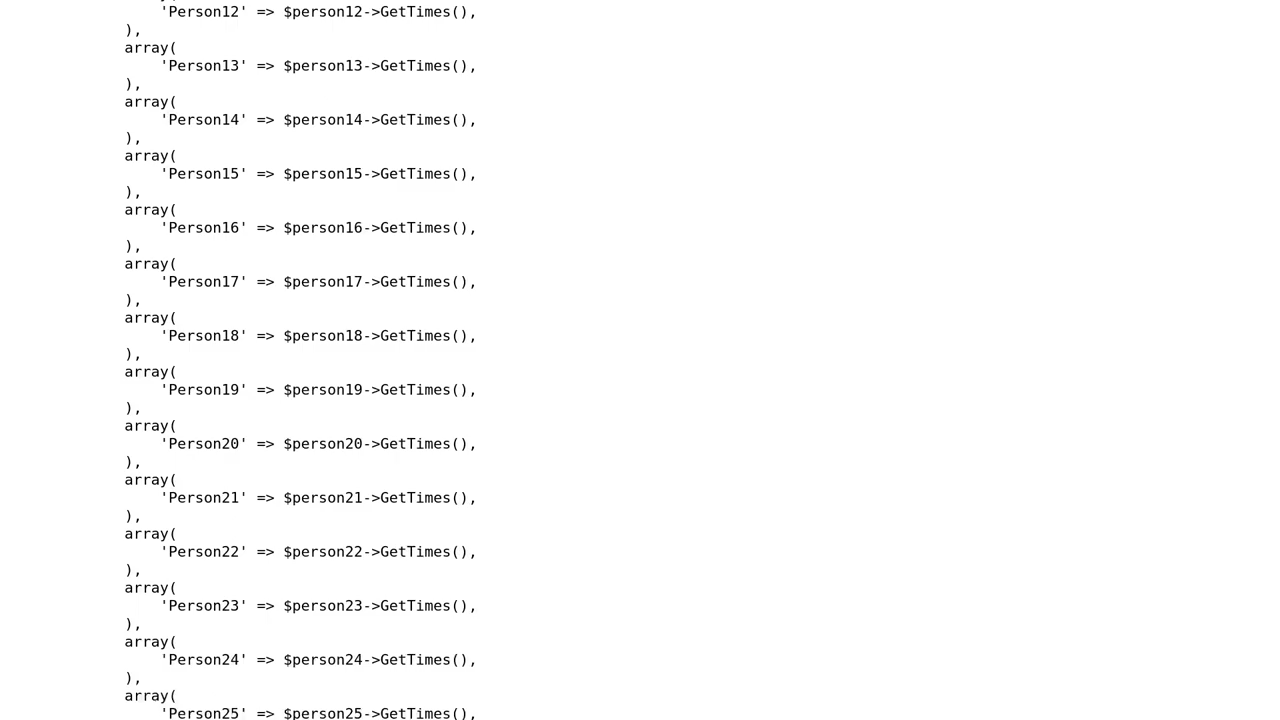 'Person12' => $person12->GetTimes(),
),
array(
'Person13' => $person13->GetTimes(),
),
array(
'Person14' => $person14->GetTimes(),
),
array(
'Person15' => $person15->GetTimes(),
),
array(
'Person16' => $person16->GetTimes(),
),
array(
'Person17' => $person17->GetTimes(),
),
array(
'Person18' => $person18->GetTimes(),
),
array(
'Person19' => $person19->GetTimes(),
),
array(
'Person20' => $person20->GetTimes(),
),
array(
'Person21' => $person21->GetTimes(),
),
array(
'Person22' => $person22->GetTimes(),
),
array(
'Person23' => $person23->GetTimes(),
),
array(
'Person24' => $person24->GetTimes(),
),
array(
'Person25' => $person25->GetTimes(),